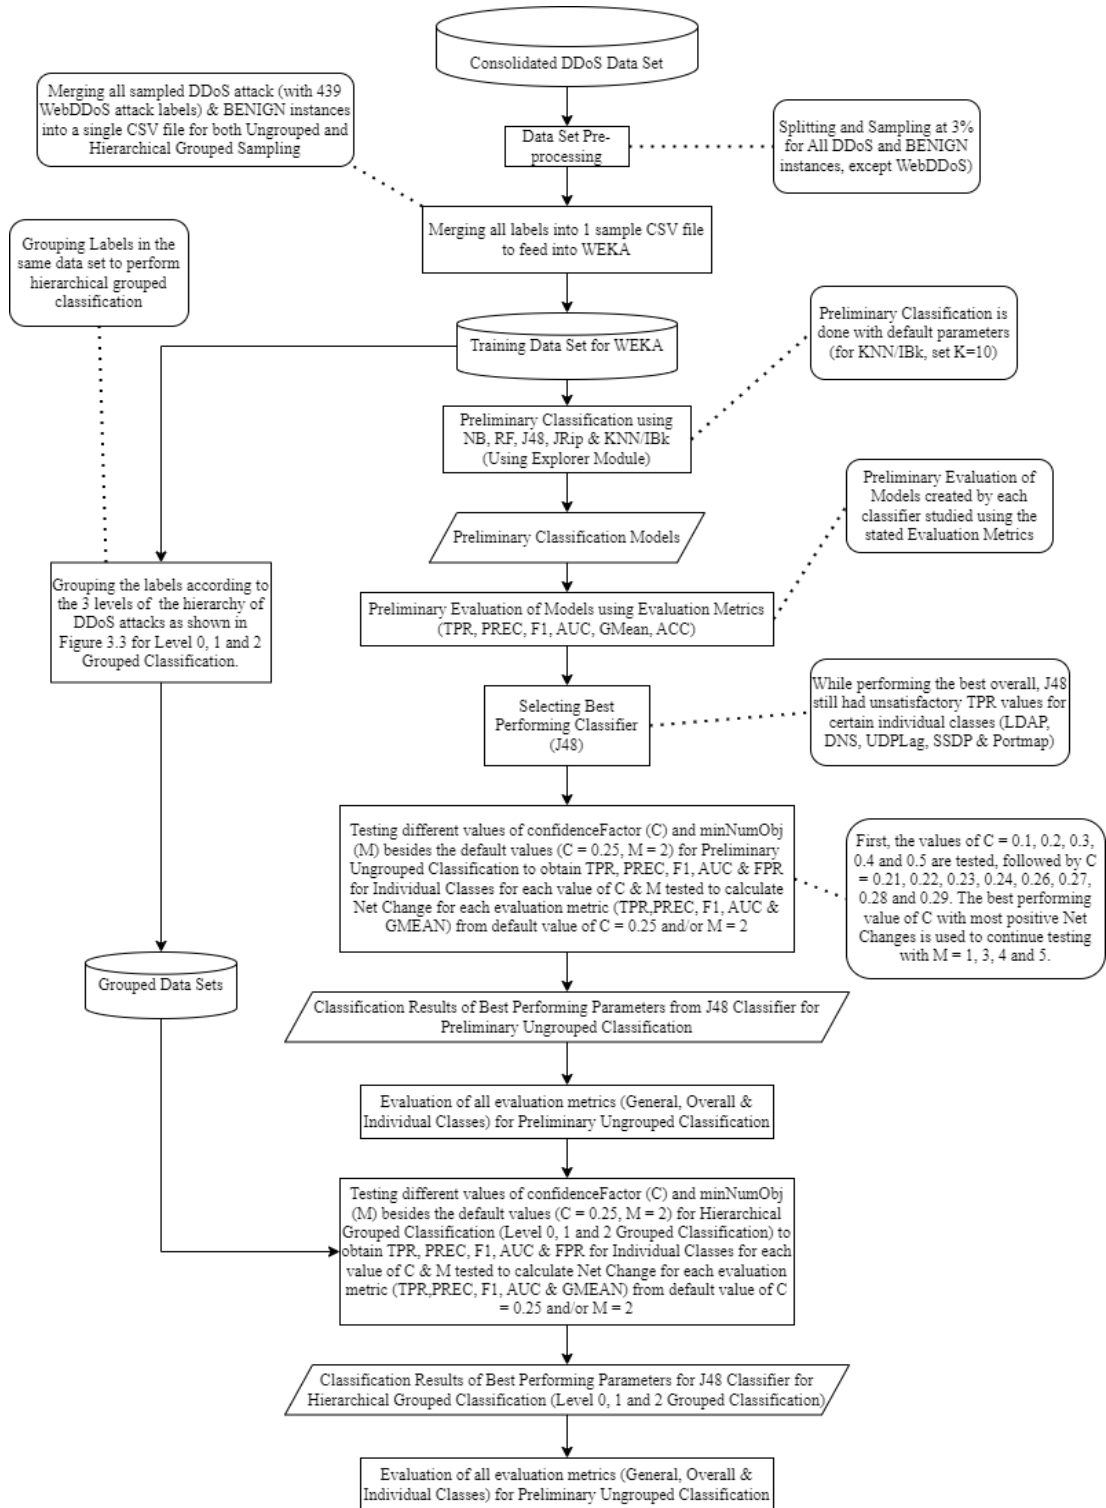 Consolidated DDoS Data Set
Merging all sampled DDoS attack (with 439
WebDDoS attack labels) & BENIGN instances
into a single CSV file for both Ungrouped and
Hierarchical Grouped Sampling
Data Set Pre-
processing
Splitting and Sampling at 3%
for All DDoS and BENIGN
instances, except WebDDoS)
Merging all labels into 1 sample CSV file
to feed into WEKA
Grouping Labels in the
same data set to perform
hierarchical grouped
classification
Training Data Set for WEKA
Preliminary Classification is
done with default parameters
(for KNN/IBk, set K=10)
Preliminary Classification using
NB, RF, J48, JRip & KNN/IBk
(Using Explorer Module)
Preliminary Evaluation of
Models created by each
classifier studied using the
stated Evaluation Metrics
Preliminary Classification Models
Grouping the labels according to
the 3 levels of the hierarchy of
DDoS attacks as shown in
Figure 3.3 for Level 0, 1 and 2
Grouped Classification.
Preliminary Evaluation of Models using Evaluation Metrics
(TPR, PREC, F1, AUC, GMean, ACC)
Selecting Best
Performing Classifier
(J48)
While performing the best overall, J48
still had unsatisfactory TPR values for
certain individual classes (LDAP,
DNS, UDPLag, SSDP & Portmap)
Testing different values of confidenceFactor (C) and minNumObj
(M) besides the default values (C = 0.25, M = 2) for Preliminary
Ungrouped Classification to obtain TPR, PREC, F1, AUC & FPR
for Individual Classes for each value of C & M tested to calculate
Net Change for each evaluation metric (TPR,PREC, F1, AUC &
GMEAN) from default value of C = 0.25 and/or M = 2
First, the values of C = 0.1, 0.2, 0.3,
0.4 and 0.5 are tested, followed by C
= 0.21, 0.22, 0.23, 0.24, 0.26, 0.27,
0.28 and 0.29. The best performing
value of C with most positive Net
Changes is used to continue testing
with M = 1, 3, 4 and 5.
Grouped Data Sets
Classification Results of Best Performing Parameters from J48 Classifier for
Preliminary Ungrouped Classification
Evaluation of all evaluation metrics (General, Overall &
Individual Classes) for Preliminary Ungrouped Classification
Testing different values of confidenceFactor (C) and minNumObj
(M) besides the default values (C = 0.25, M = 2) for Hierarchical
Grouped Classification (Level 0, 1 and 2 Grouped Classification) to
obtain TPR, PREC, F1, AUC & FPR for Individual Classes for each
value of C & M tested to calculate Net Change for each evaluation
metric (TPR,PREC, F1, AUC & GMEAN) from default value of C
= 0.25 and/or M = 2
Classification Results of Best Performing Parameters for J48 Classifier for
Hierarchical Grouped Classification (Level 0, 1 and 2 Grouped Classification)
Evaluation of all evaluation metrics (General, Overall &
Individual Classes) for Preliminary Ungrouped Classification